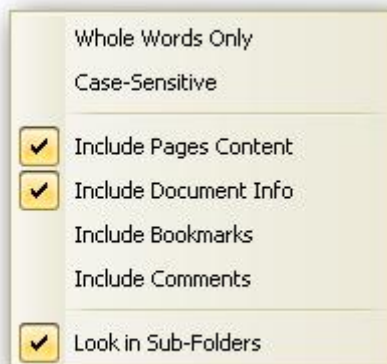 Whole Words Only
Case-Sensitive
Include Pages Content
Include Document Info
Include Bookmarks
Include Comments
Look in Sub-Folders